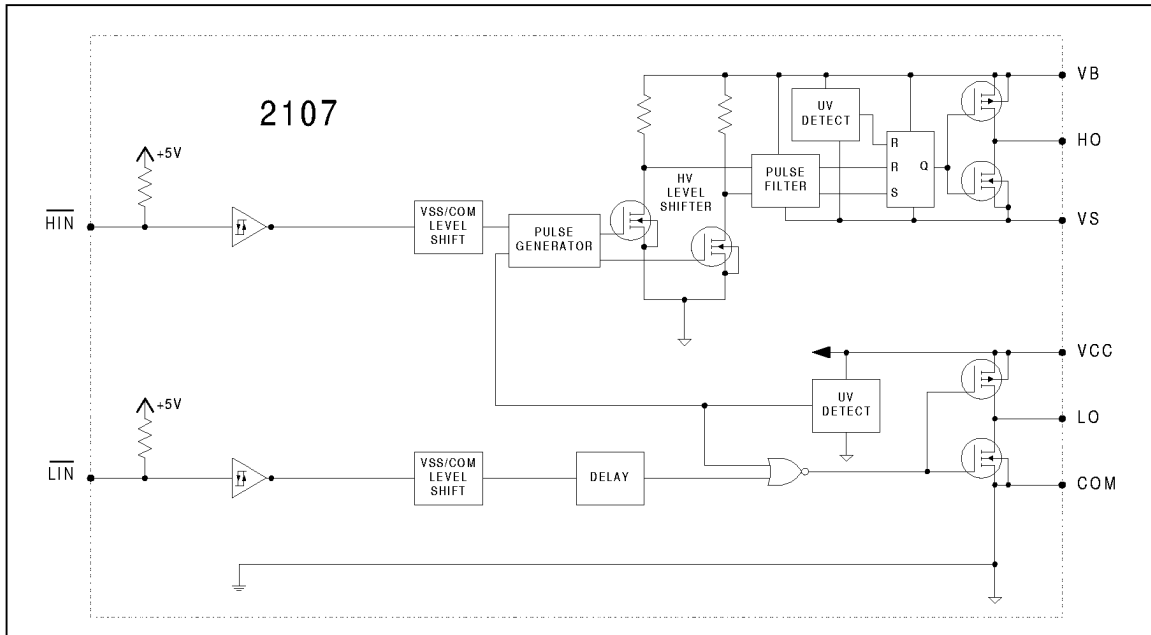 2107
VB
UV
DETECT
HO
+5V
R
R
Q
S
HV
LEVEL
SHIFTER
PULSE
FILTER
HIN
VSS/COM
LEVEL
SHIFT
PULSE
GENERATOR
VS
VCC
+5V
UV
DETECT
LO
LIN
VSS/COM
LEVEL
SHIFT
DELAY
COM